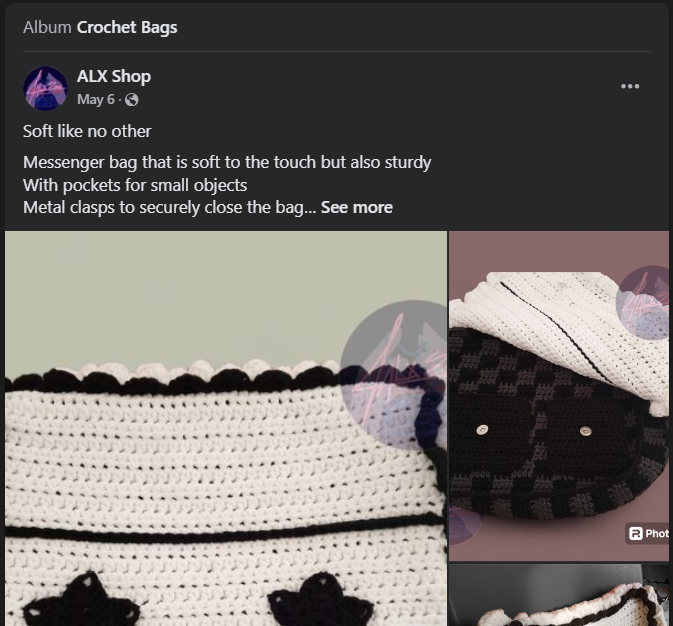 Album Crochet Bags
ALX Shop
May 6 ·
Soft like no other
Messenger bag that is soft to the touch but also sturdy
With pockets for small objects
Metal clasps to securely close the bag... See more
Phot